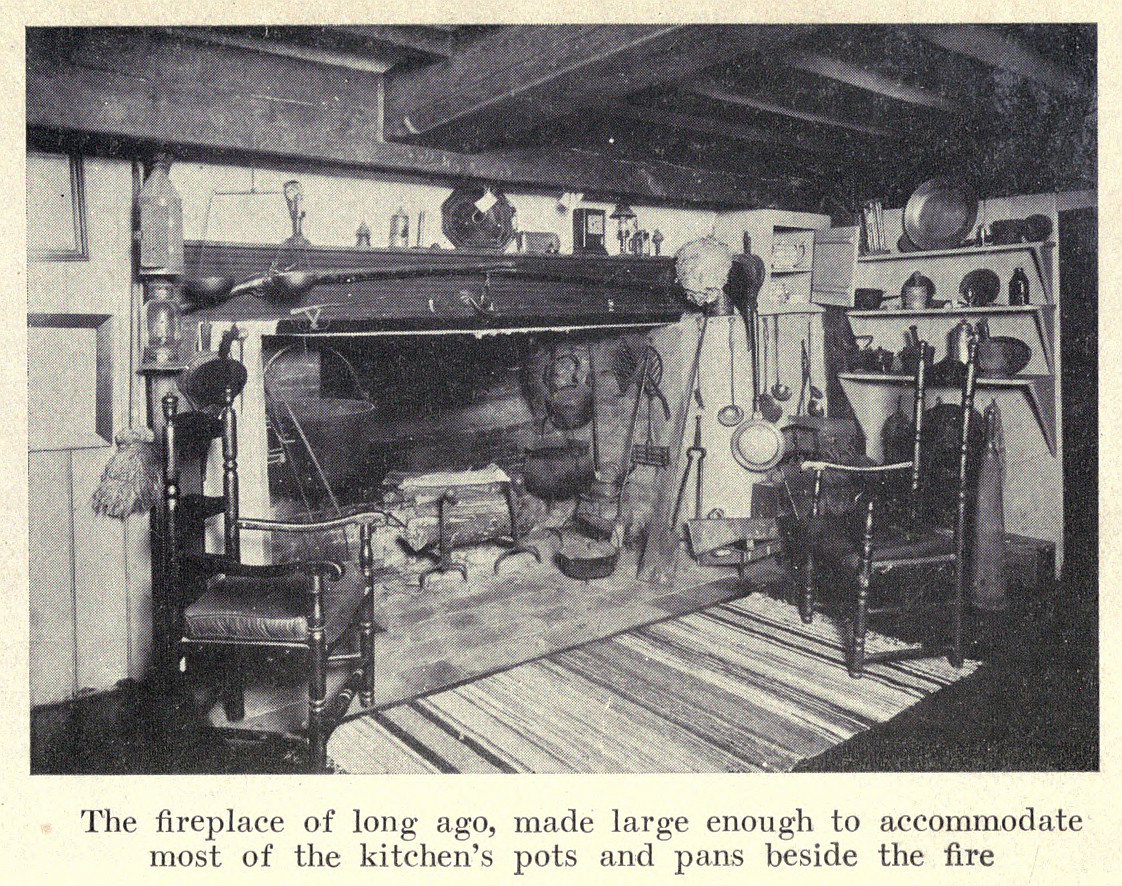 The fireplace of long ago, made large enough to accommodate
most of the kitchen's pots and pans beside the fire